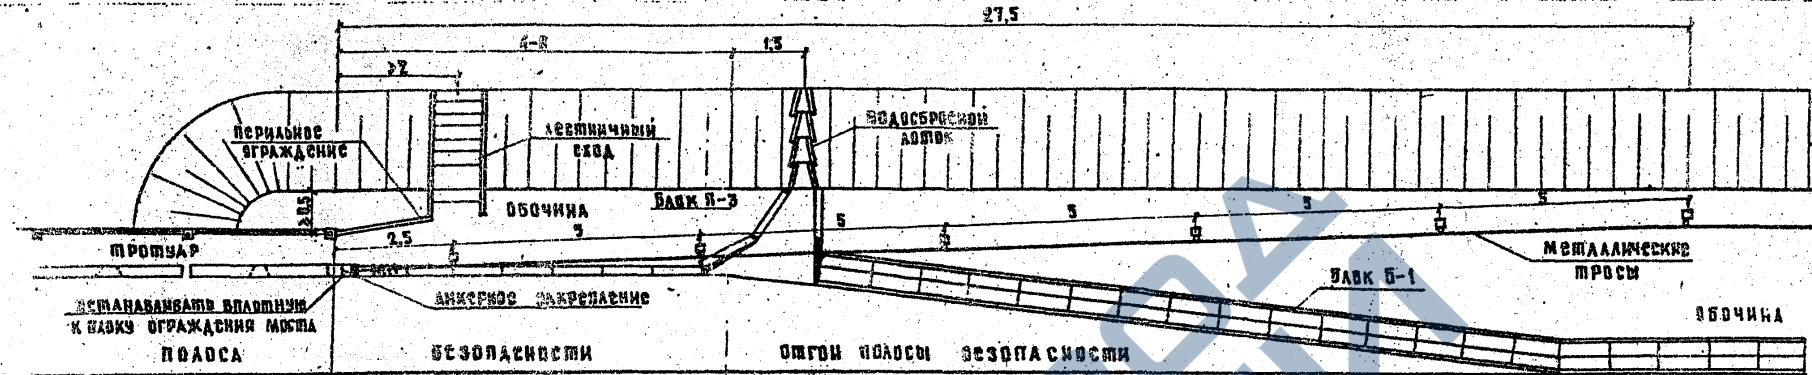 27,5
4-8
1,5
≥2
перильное
ограждение
лестничный
сход
водосбросной
лоток
≥0,5
обочина
Блок П-3
5
5
5
5
2,5
5
тротуар
металлические
тросы
Блок Б-1
устанавливать вплотную
к блоку ограждения моста
анкерное закрепление
обочина
полоса
безопасности
отгон полосы безопасности